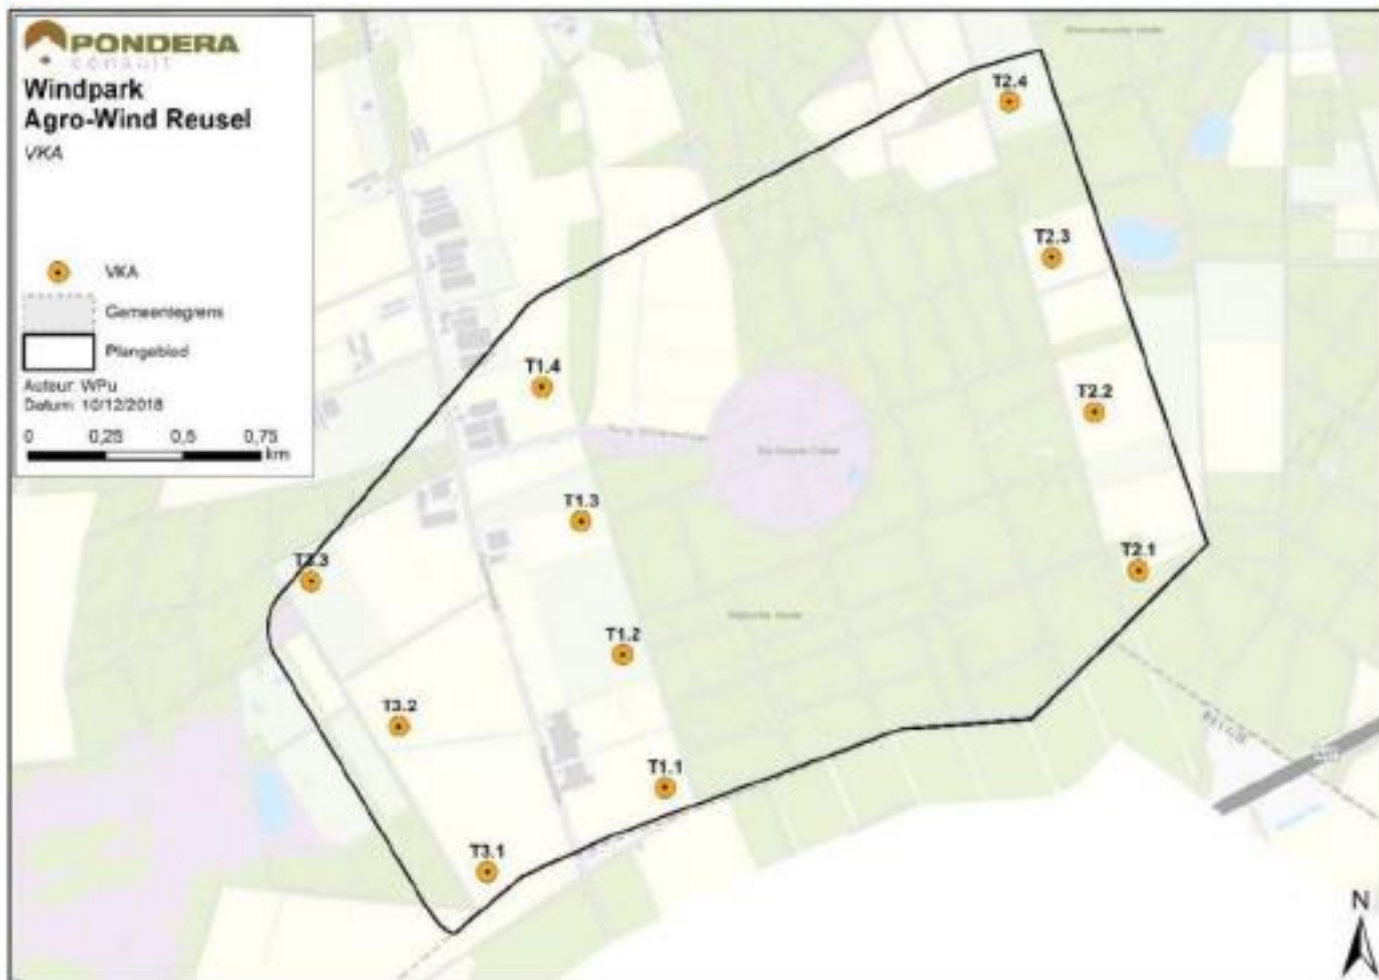 PONDERA
consult
Windpark
Agro-Wind Reusel
VKA
VKA
Gemeentegrens
Plangebied
Auteur: WPu
Datum: 10/12/2018
0 0,25 0,5 0,75
km
T2.4
T2.3
T1.4
T2.2
T1.3
T2.1
T3.3
T1.2
T3.2
T1.1
T3.1
N